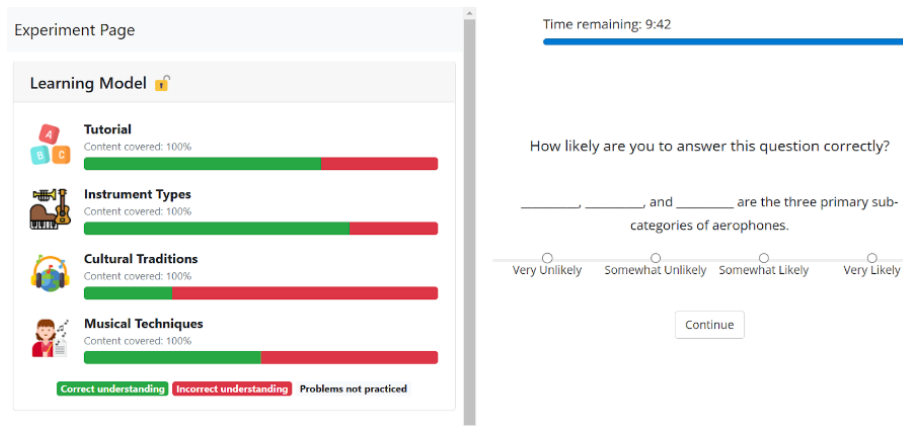 Experiment Page
Learning Model
A
B C
Tutorial
Content covered: 100%
Instrument Types
Content covered: 100%
Cultural Traditions
Content covered: 100%
Musical Techniques
Content covered: 100%
Correct understanding Incorrect understanding Problems not practiced
Time remaining: 9:42
How likely are you to answer this question correctly?
_________, _________, and _________ are the three primary sub-
categories of aerophones.
Very Unlikely Somewhat Unlikely Somewhat Likely Very Likely
Continue